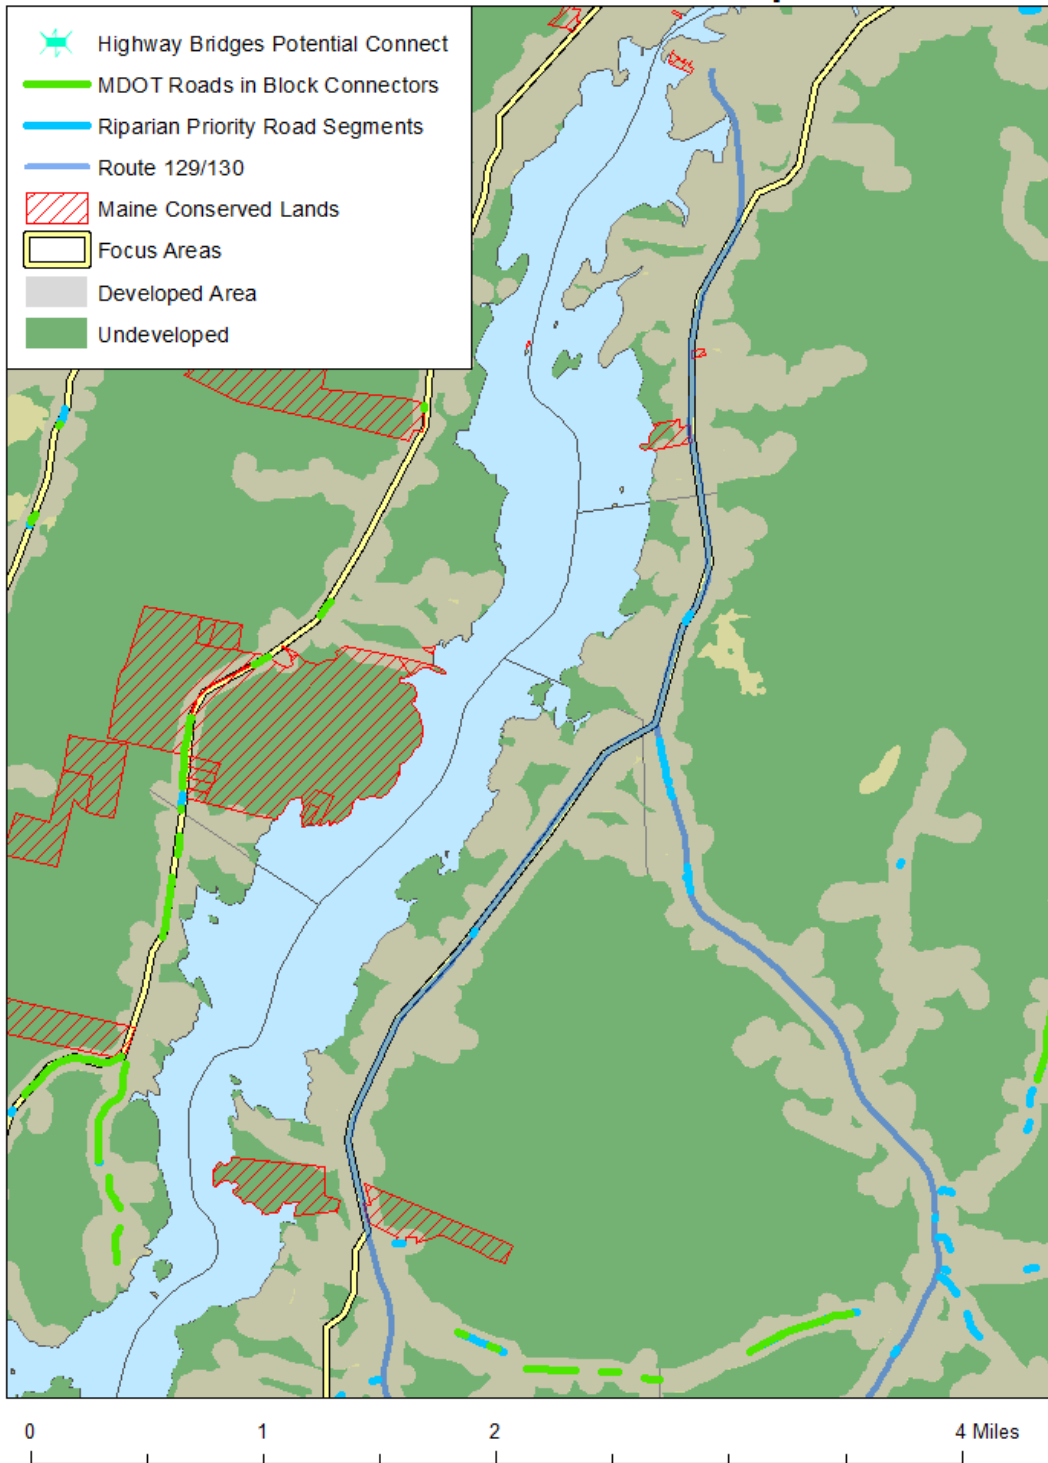 Highway Bridges Potential Connect
MDOT Roads in Block Connectors
Riparian Priority Road Segments
Route 129/130
Maine Conserved Lands
Focus Areas
Developed Area
Undeveloped
0 1 2 4 Miles